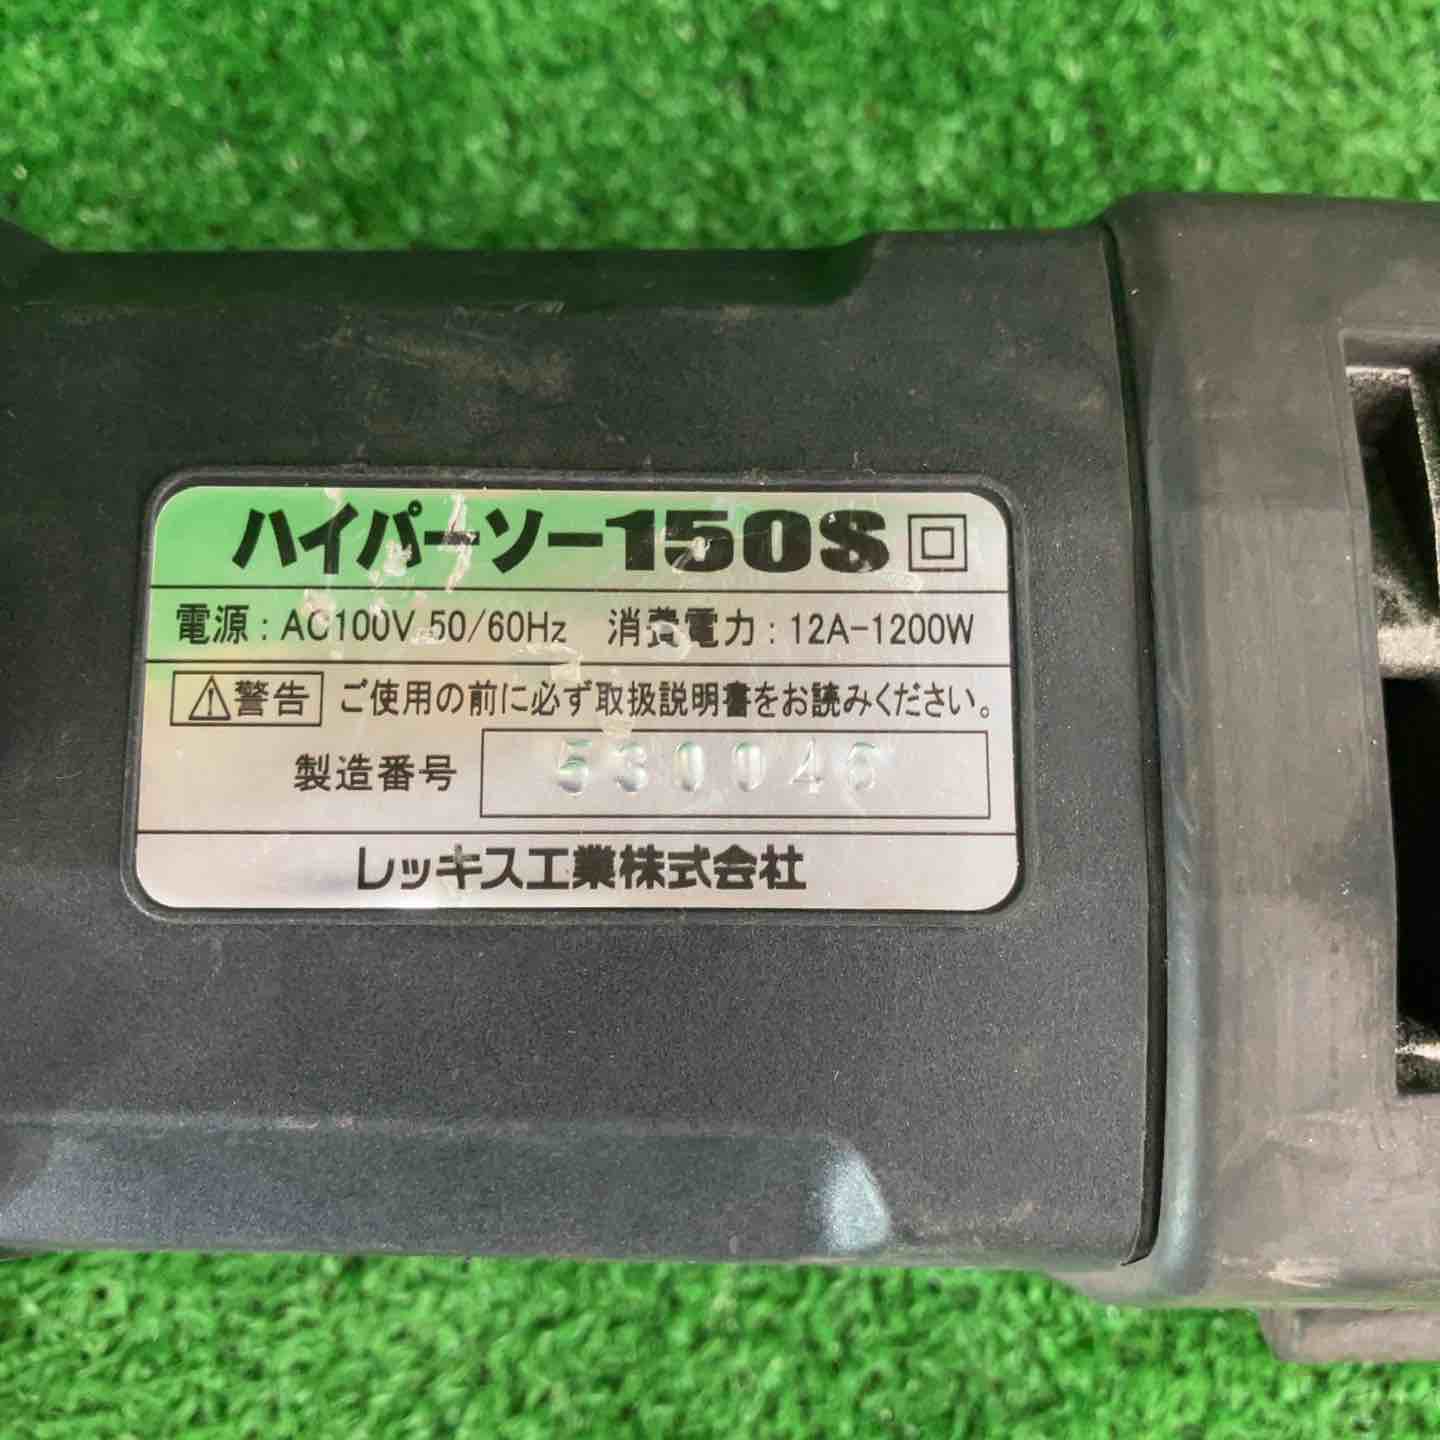 ハイパーソー150S
電源：AC100V 50/60Hz 消費電力：12A-1200W
⚠警告 ご使用の前に必ず取扱説明書をお読みください。
製造番号 530046
レッキス工業株式会社